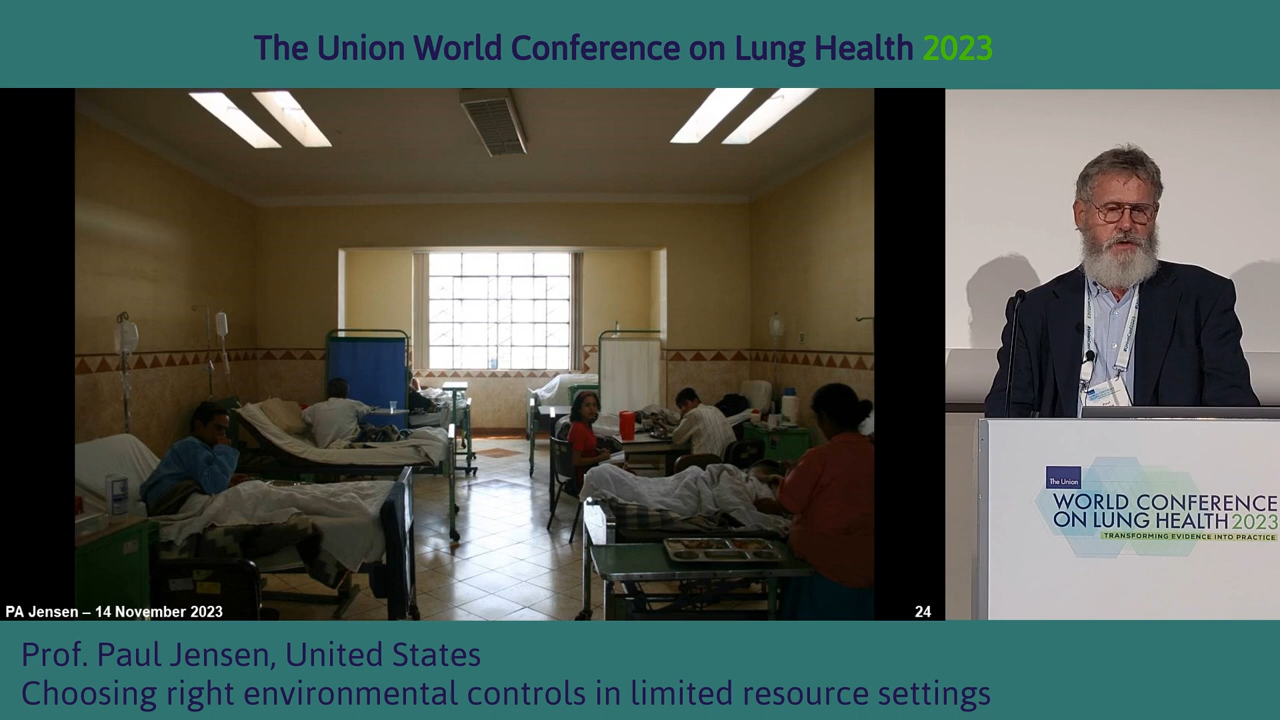 The Union World Conference on Lung Health 2023
PA Jensen – 14 November 2023
24
The Union
WORLD CONFERENCE
ON LUNG HEALTH 2023
TRANSFORMING EVIDENCE INTO PRACTICE
Prof. Paul Jensen, United States
Choosing right environmental controls in limited resource settings